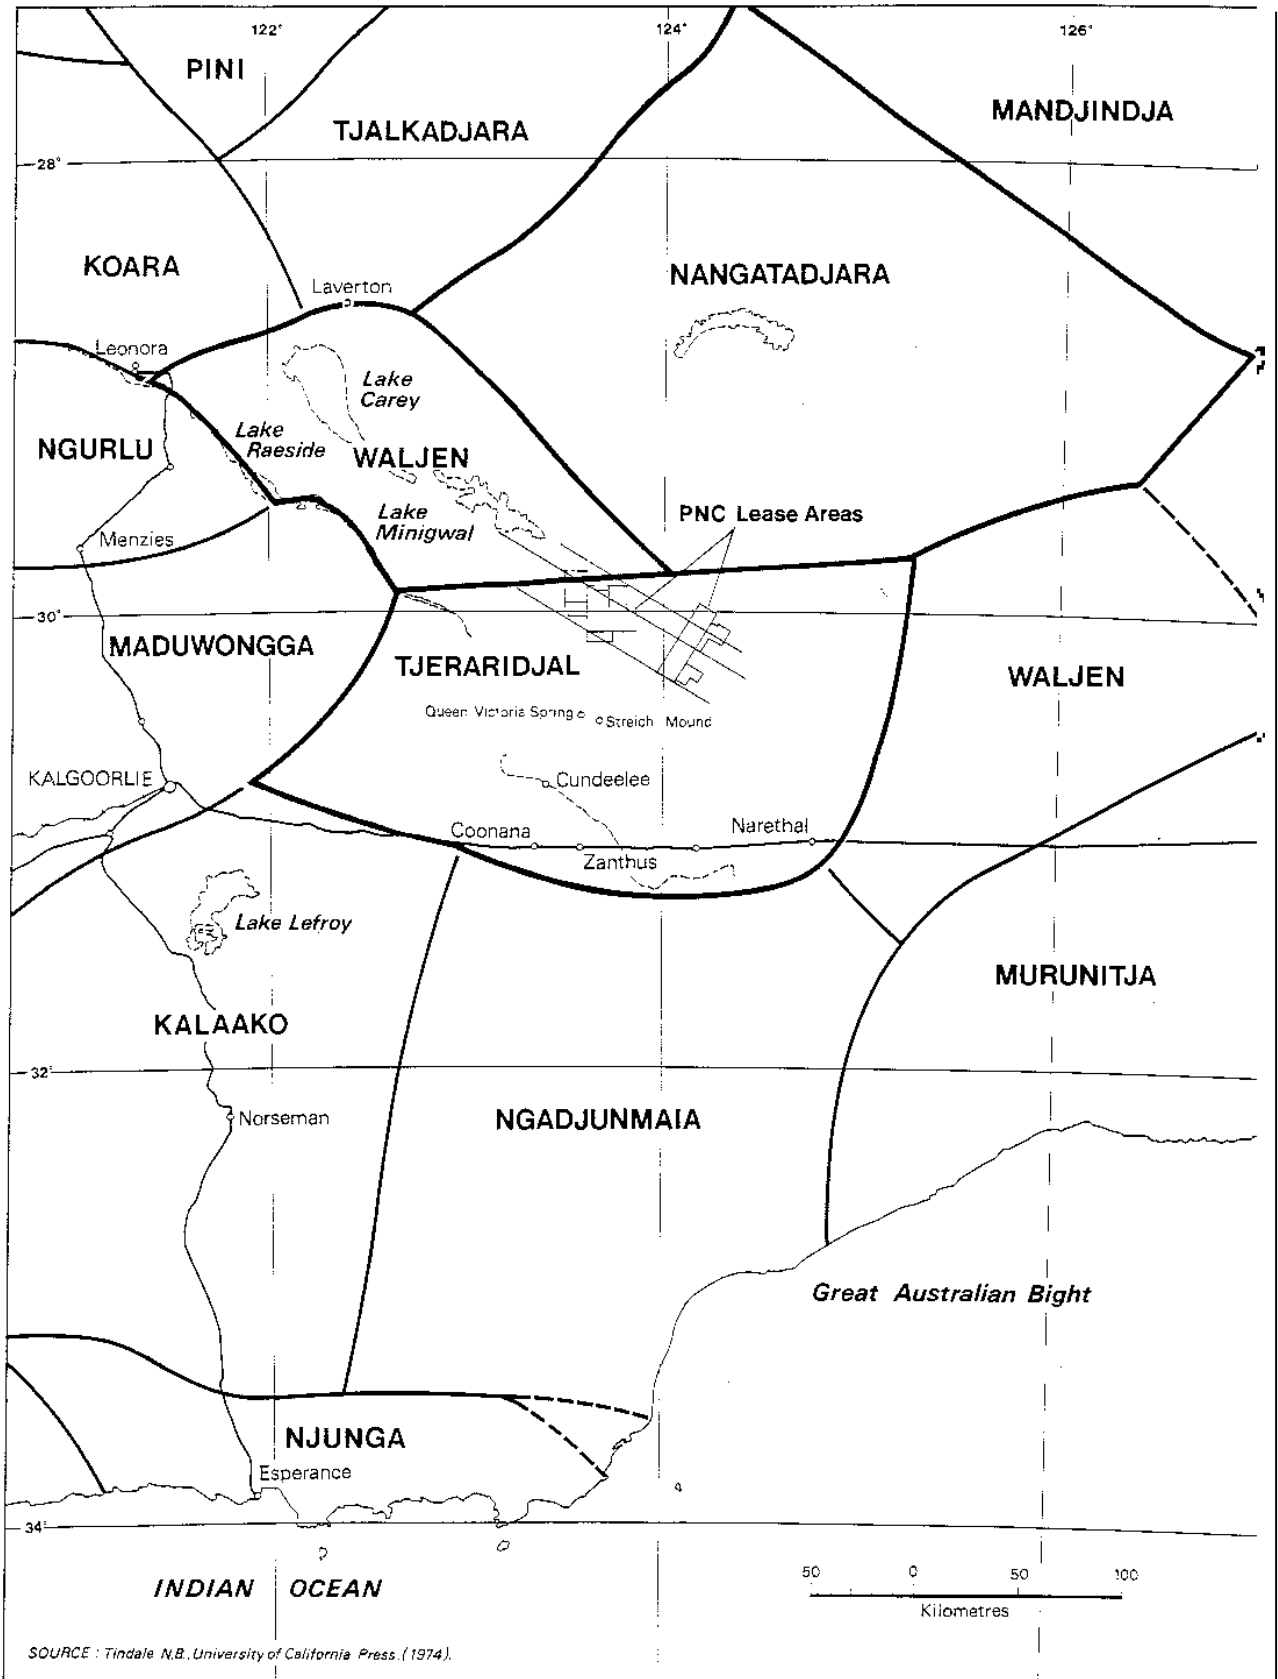 122°
124°
126°
PINI
TJALKADJARA
MANDJINDJA
28°
KOARA
NANGATADJARA
Laverton
Leonora
Lake
Carey
NGURLU
Lake
Raeside
WALJEN
Lake
Minigwal
PNC Lease Areas
Menzies
30°
MADUWONGGA
TJERARIDJAL
WALJEN
Queen Victoria Spring
Streich Mound
KALGOORLIE
Cundeelee
Coonana
Narethal
Zanthus
Lake Lefroy
MURUNITJA
KALAAKO
32°
Norseman
NGADJUNMAIA
Great Australian Bight
NJUNGA
Esperance
34°
INDIAN OCEAN
50 0 50 100
Kilometres
SOURCE : Tindale N.B., University of California Press.(1974).